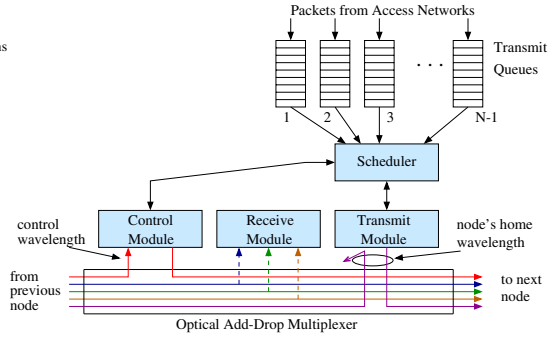 Packets from Access Networks
ns
Transmit
Queues
. . .
1
2
3
N-1
Scheduler
control
wavelength
Control
Module
Receive
Module
Transmit
Module
node's home
wavelength
from
previous
node
to next
node
Optical Add-Drop Multiplexer